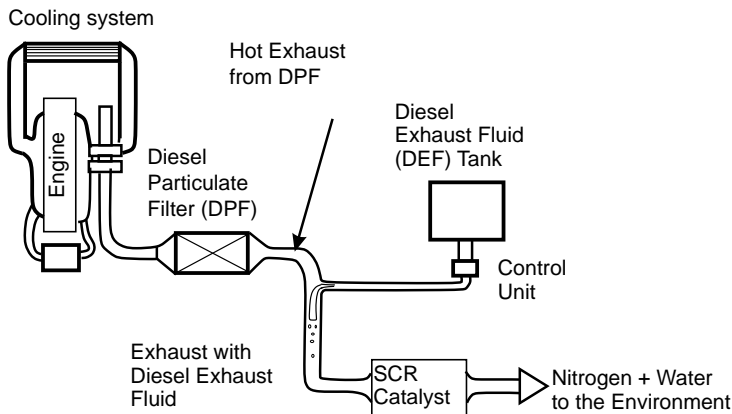 Cooling system
Hot Exhaust
from DPF
Diesel
Exhaust Fluid
(DEF) Tank
Engine
Diesel
Particulate
Filter (DPF)
Control
Unit
Exhaust with
Diesel Exhaust
Fluid
SCR
Catalyst
Nitrogen + Water
to the Environment